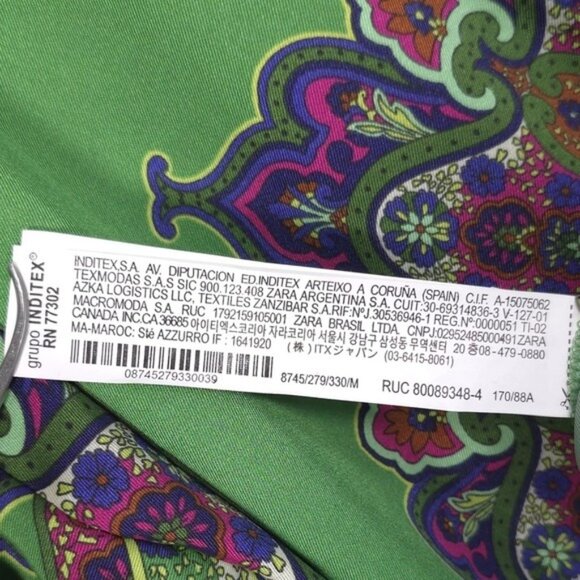 grupo INDITEX®
RN 77302
INDITEX,S.A. AV. DIPUTACION ED.INDITEX ARTEIXO A CORUÑA (SPAIN) C.I.F. A-15075062
TEXMODAS S.A.S SIC 900.123.408 ZARA ARGENTINA S.A. CUIT:30-69314836-3 V-127-01
AZKA LOGISTICS LLC, TEXTILES ZANZIBAR S.A.RIF:Nº.J.30536946-1 REG.Nº:0000051 TI-02
MACROMODA S.A. RUC 1792159105001 ZARA BRASIL LTDA. CNPJ.02952485000491ZARA
CANADA INC.CA.36685 아이티엑스코리아 자라코리아 서울시 강남구 삼성동 무역센터 20 층08-479-0880
MA-MAROC: Sté AZZURRO IF : 1641920 (株) ITXジャパン (03-6415-8061)
08745279330039 8745/279/330/M RUC 80089348-4 170/88A